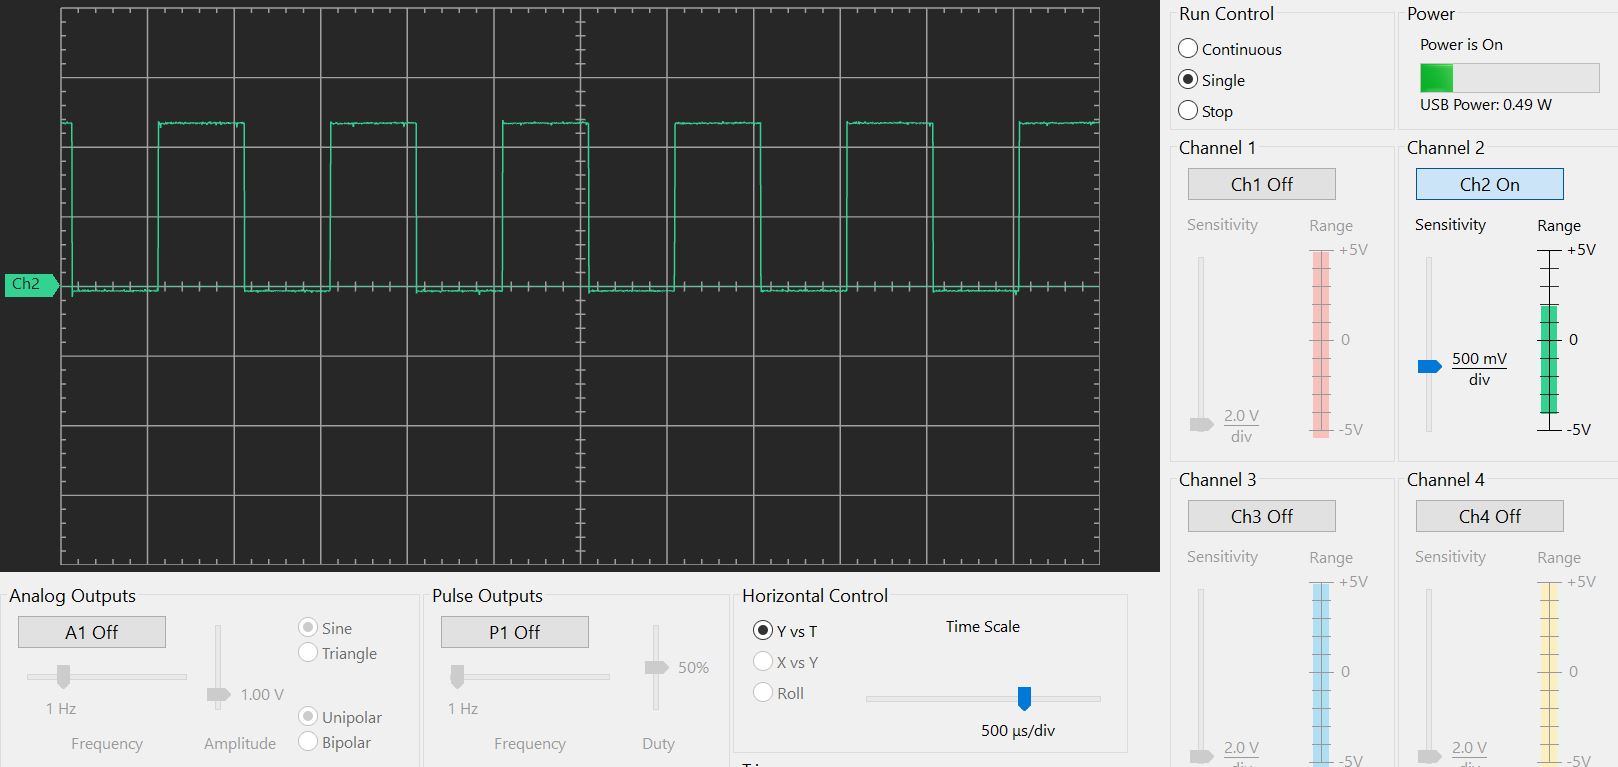 Ch2
Run Control
Continuous
Single
Stop
Power
Power is On
USB Power: 0.49 W
Channel 1
Ch1 Off
Sensitivity
Range
+5V
0
-5V
2.0 V
div
Channel 2
Ch2 On
Sensitivity
Range
+5V
0
-5V
500 mV
div
Channel 3
Ch3 Off
Sensitivity
Range
+5V
0
-5V
2.0 V
Channel 4
Ch4 Off
Sensitivity
Range
+5V
0
-5V
2.0 V
Analog Outputs
A1 Off
1 Hz
Frequency
1.00 V
Amplitude
Sine
Triangle
Unipolar
Bipolar
Pulse Outputs
P1 Off
1 Hz
Frequency
50%
Duty
Horizontal Control
Y vs T
X vs Y
Roll
Time Scale
500 µs/div